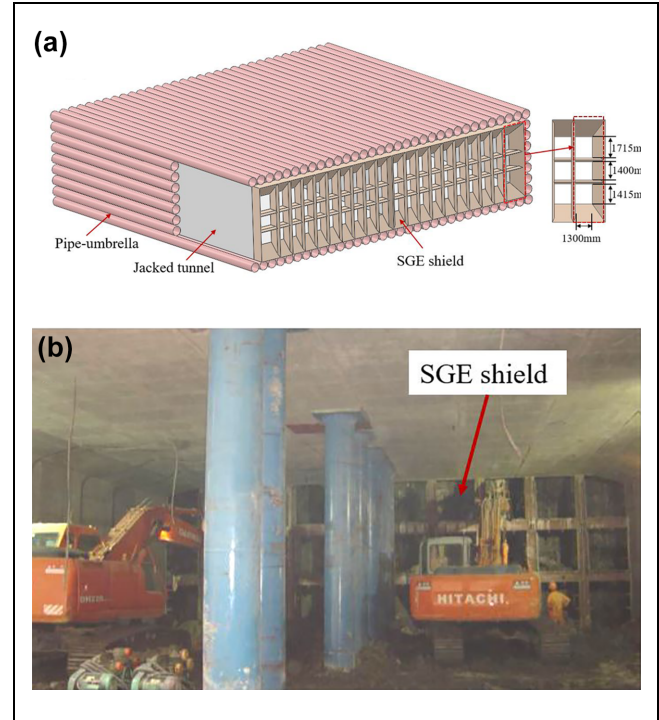 (a)
1715m
1400m
1415m
1300mm
Pipe-umbrella
Jacked tunnel
SGE shield
(b)
SGE shield
HITACHI